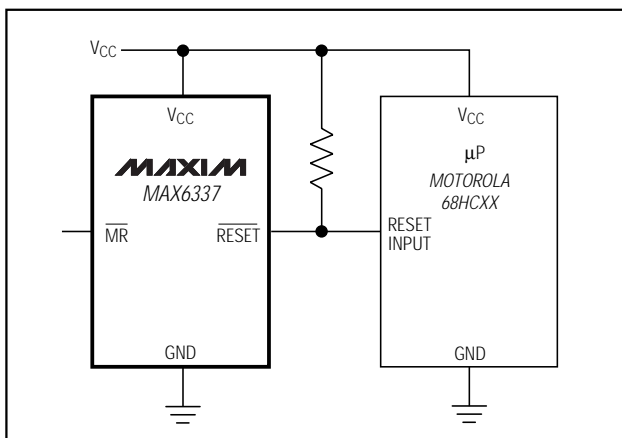 VCC
VCC
MAXIM
MAX6337
MR
RESET
GND
VCC
µP
MOTOROLA
68HCXX
RESET
INPUT
GND